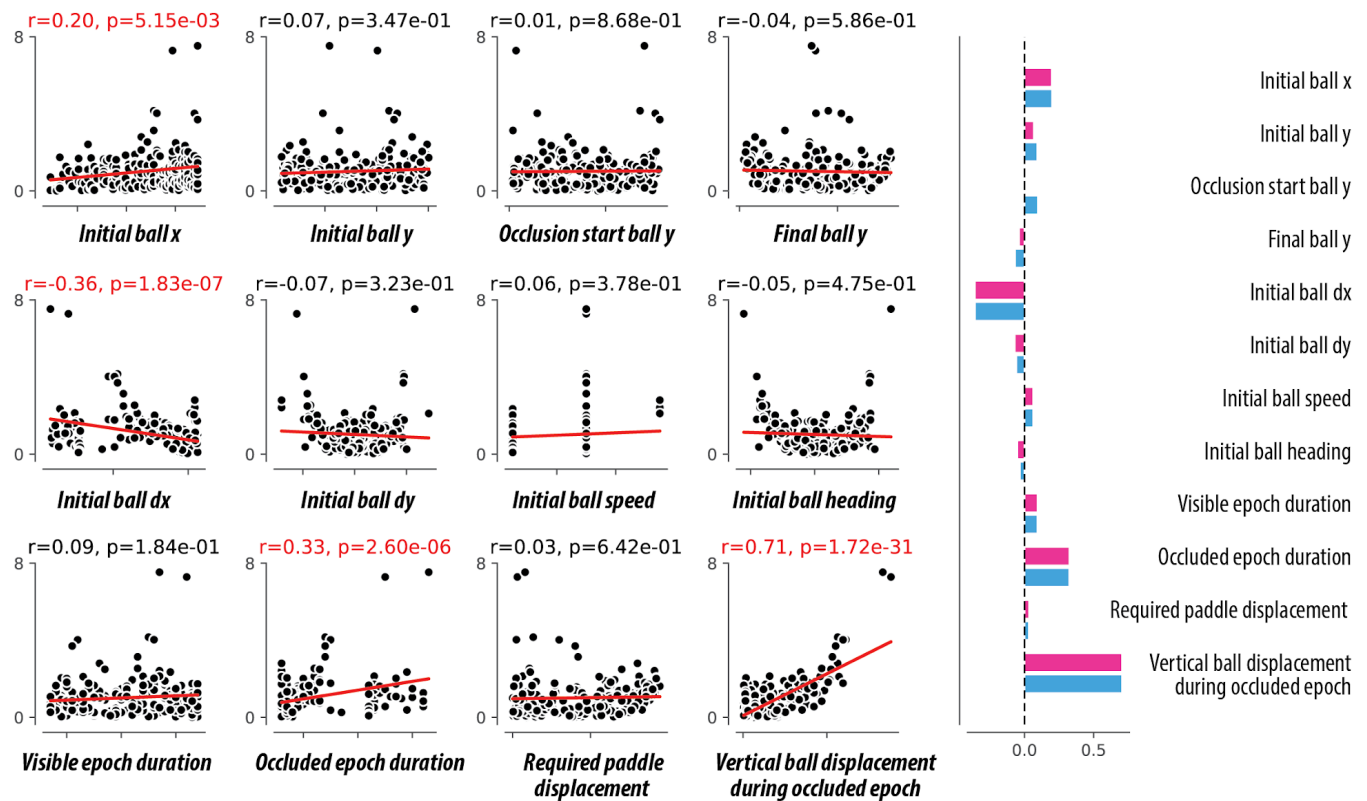 r=0.20, p=5.15e-03
r=0.07, p=3.47e-01
r=0.01, p=8.68e-01
r=-0.04, p=5.86e-01
8
0
8
0
8
0
8
0
Initial ball x
Initial ball y
Occlusion start ball y
Final ball y
r=-0.36, p=1.83e-07
r=-0.07, p=3.23e-01
r=0.06, p=3.78e-01
r=-0.05, p=4.75e-01
8
0
8
0
8
0
8
0
Initial ball dx
Initial ball dy
Initial ball speed
Initial ball heading
r=0.09, p=1.84e-01
r=0.33, p=2.60e-06
r=0.03, p=6.42e-01
r=0.71, p=1.72e-31
8
0
8
0
8
0
8
0
Visible epoch duration
Occluded epoch duration
Required paddle
displacement
Vertical ball displacement
during occluded epoch
Initial ball x
Initial ball y
Occlusion start ball y
Final ball y
Initial ball dx
Initial ball dy
Initial ball speed
Initial ball heading
Visible epoch duration
Occluded epoch duration
Required paddle displacement
Vertical ball displacement
during occluded epoch
0.0
0.5